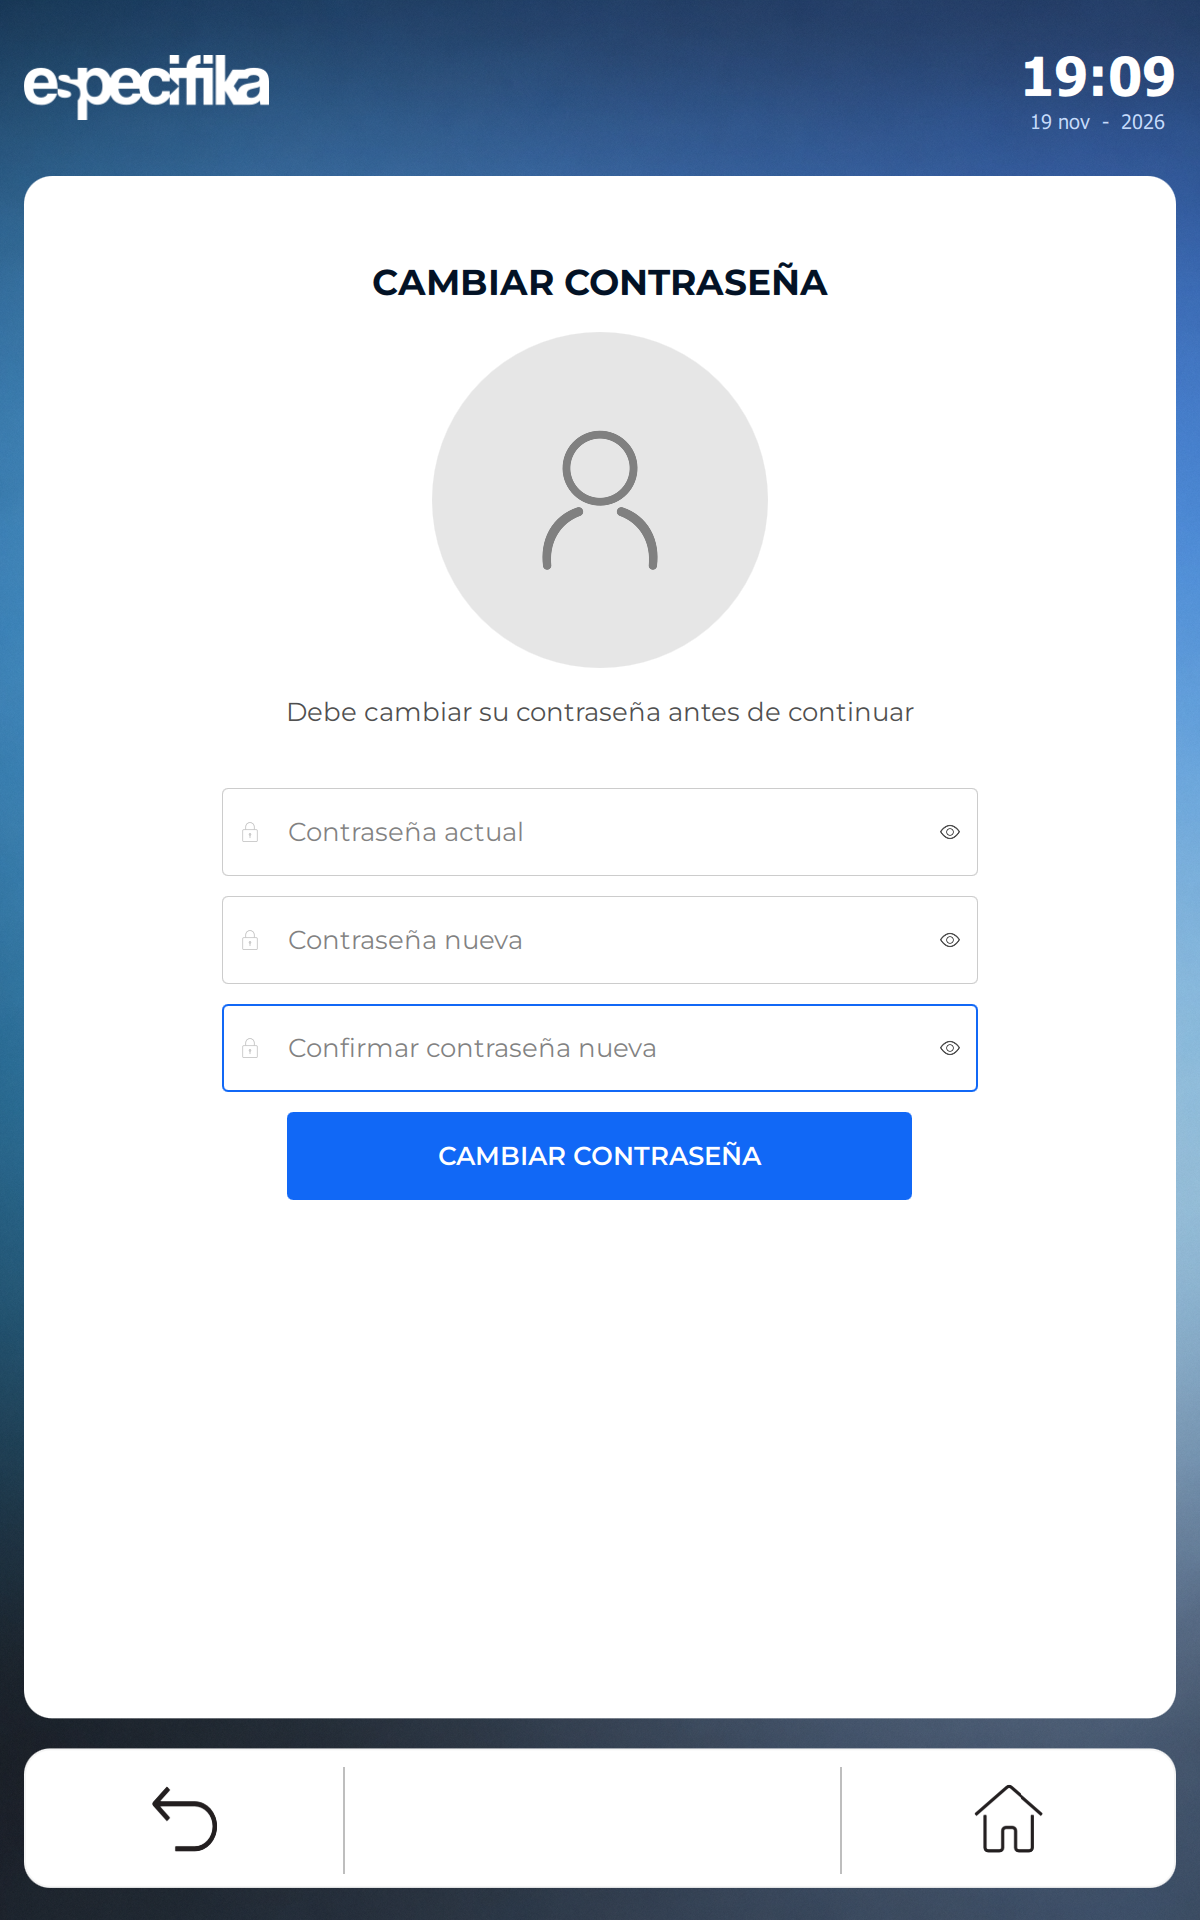 especifika
19:09
19 nov - 2026
CAMBIAR CONTRASEÑA
Debe cambiar su contraseña antes de continuar
Contraseña actual
Contraseña nueva
Confirmar contraseña nueva
CAMBIAR CONTRASEÑA